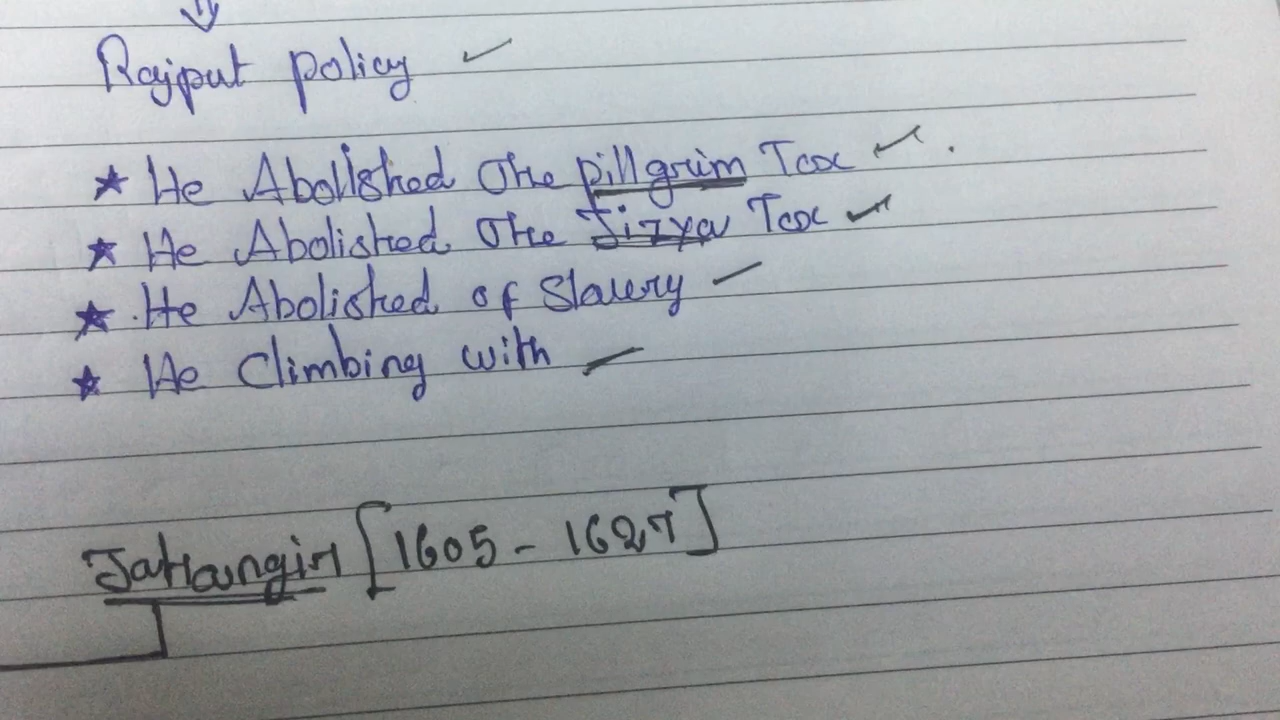 Rajput policy
He Abolished The pillgrim Tax
He Abolished The Jizya Tax
He Abolished of Slavery
He Climbing with
Jahangir [1605 - 1627]